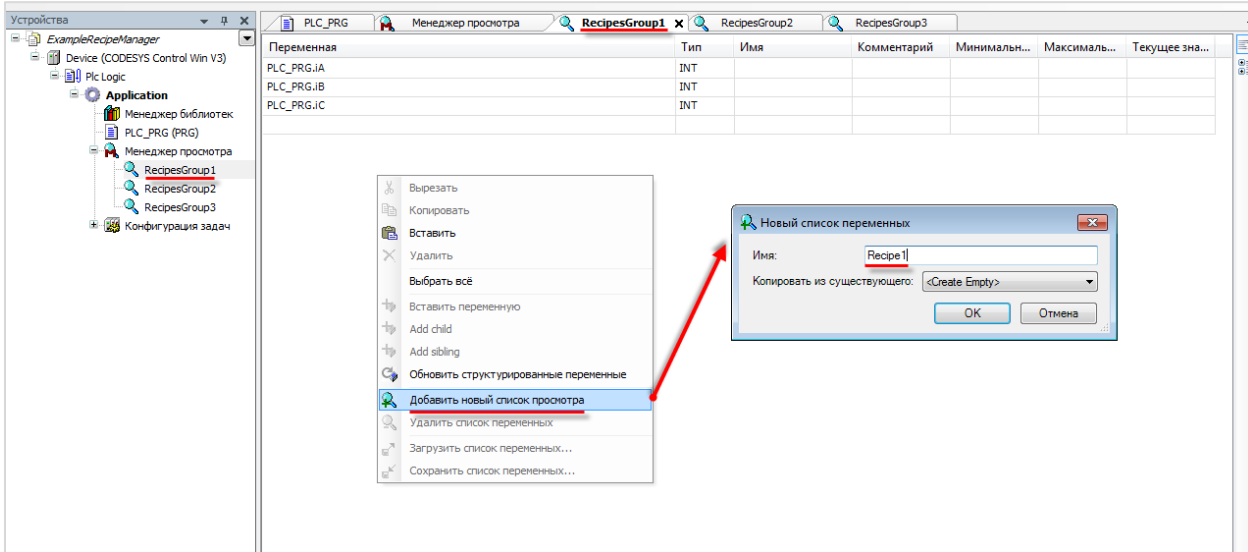 Устройства
ExampleRecipeManager
Device (CODESYS Control Win V3)
Plc Logic
Application
Менеджер библиотек
PLC_PRG (PRG)
Менеджер просмотра
RecipesGroup1
RecipesGroup2
RecipesGroup3
Конфигурация задач
PLC_PRG Менеджер просмотра RecipesGroup1 RecipesGroup2 RecipesGroup3
Переменная Тип Имя Комментарий Минимальн... Максималь... Текущее зна...
PLC_PRG.iA INT
PLC_PRG.iB INT
PLC_PRG.iC INT
Вырезать
Копировать
Вставить
Удалить
Выбрать всё
Вставить переменную
Add child
Add sibling
Обновить структурированные переменные
Добавить новый список просмотра
Удалить список переменных
Загрузить список переменных...
Сохранить список переменных...
Новый список переменных
Имя: Recipe1
Копировать из существующего: <Create Empty>
OK Отмена